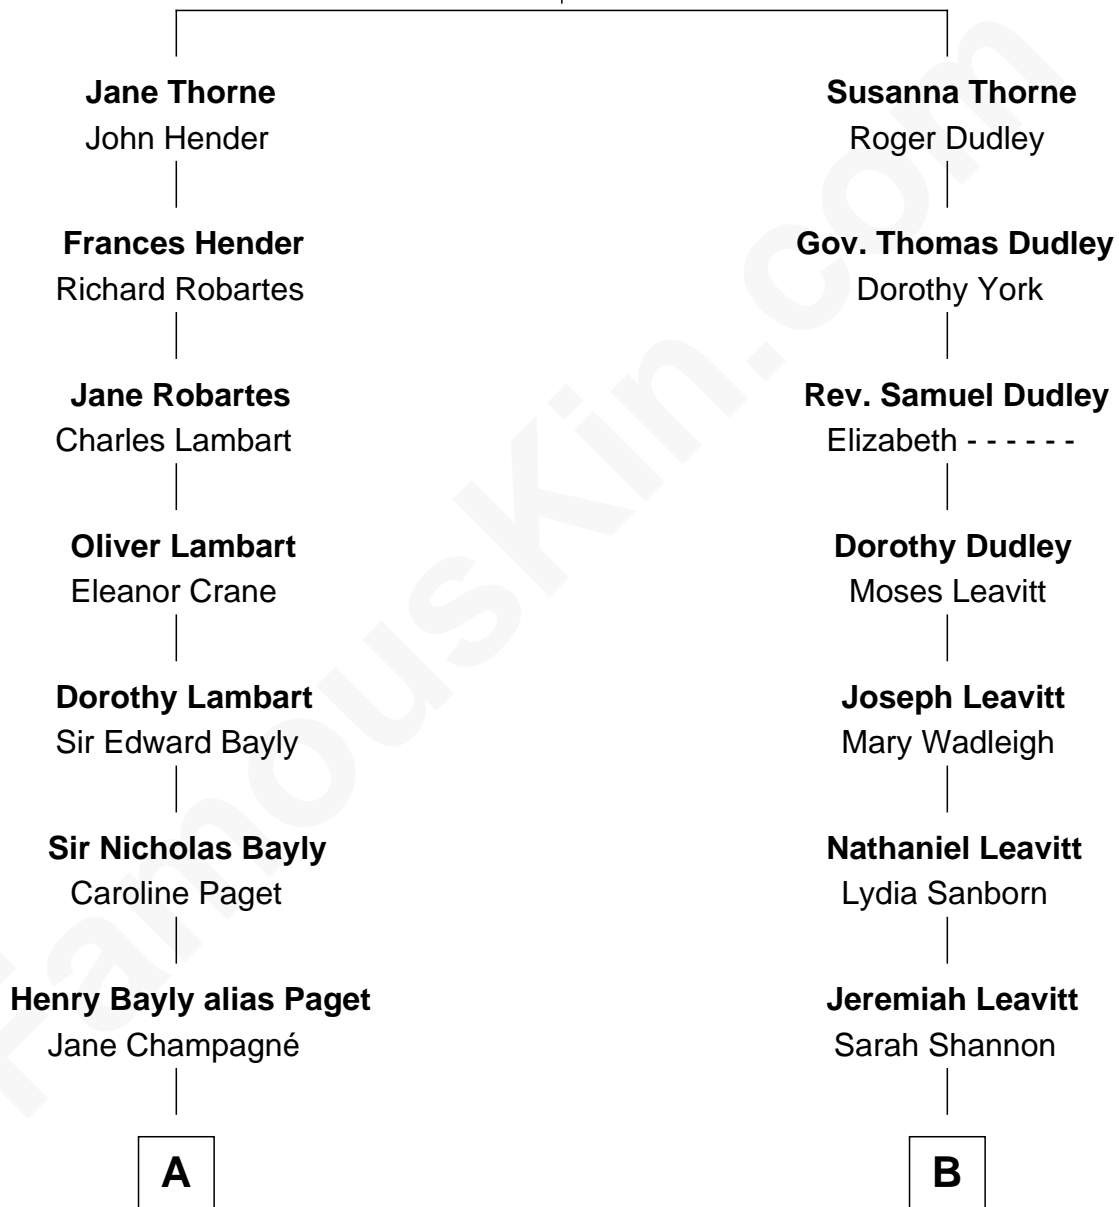 Jane Thorne
John Hender
Frances Hender
Richard Robartes
Jane Robartes
Charles Lambart
Oliver Lambart
Eleanor Crane
Dorothy Lambart
Sir Edward Bayly
Sir Nicholas Bayly
Caroline Paget
Henry Bayly alias Paget
Jane Champagné
A
Susanna Thorne
Roger Dudley
Gov. Thomas Dudley
Dorothy York
Rev. Samuel Dudley
Elizabeth - - - - - -
Dorothy Dudley
Moses Leavitt
Joseph Leavitt
Mary Wadleigh
Nathaniel Leavitt
Lydia Sanborn
Jeremiah Leavitt
Sarah Shannon
B
FamousKin.com